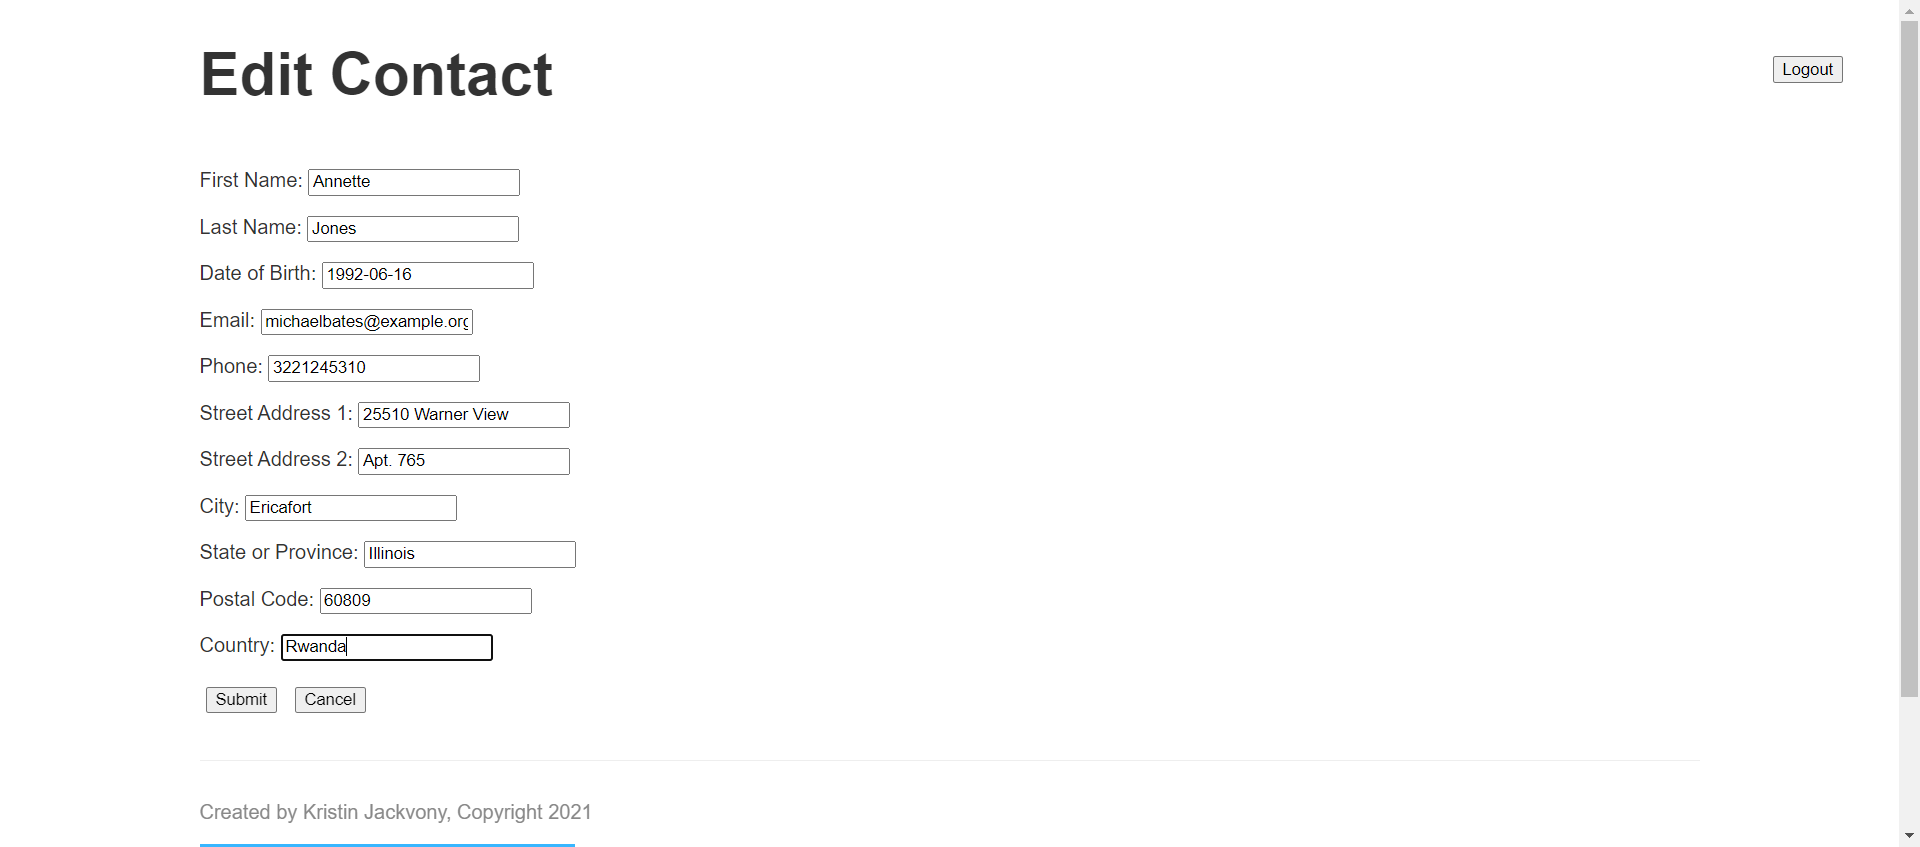 Edit Contact
Logout
First Name: Annette
Last Name: Jones
Date of Birth: 1992-06-16
Email: michaelbates@example.org
Phone: 3221245310
Street Address 1: 25510 Warner View
Street Address 2: Apt. 765
City: Ericafort
State or Province: Illinois
Postal Code: 60809
Country: Rwanda
Submit Cancel
Created by Kristin Jackvony, Copyright 2021